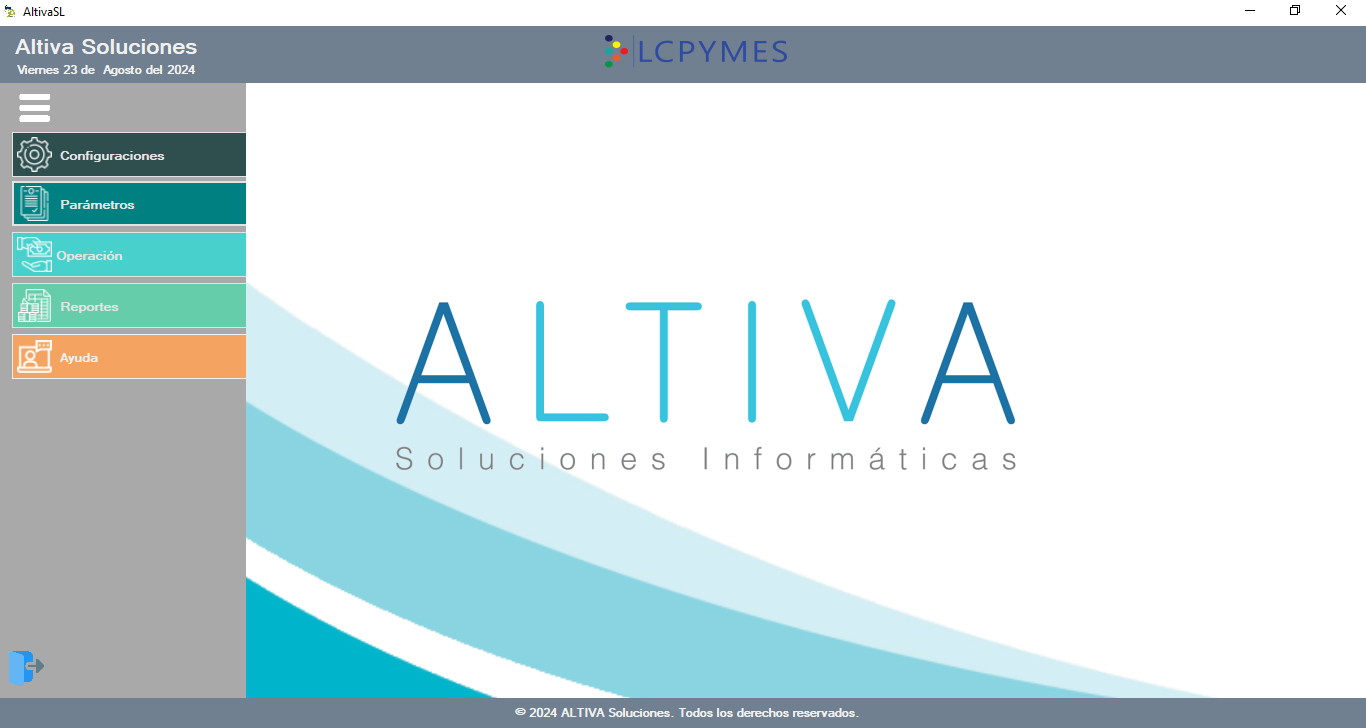 AltivaSL
Altiva Soluciones
Viernes 23 de  Agosto del 2024
LCPYMES
Configuraciones
Parámetros
Operación
Reportes
Ayuda
ALTIVA
Soluciones Informáticas
© 2024 ALTIVA Soluciones. Todos los derechos reservados.